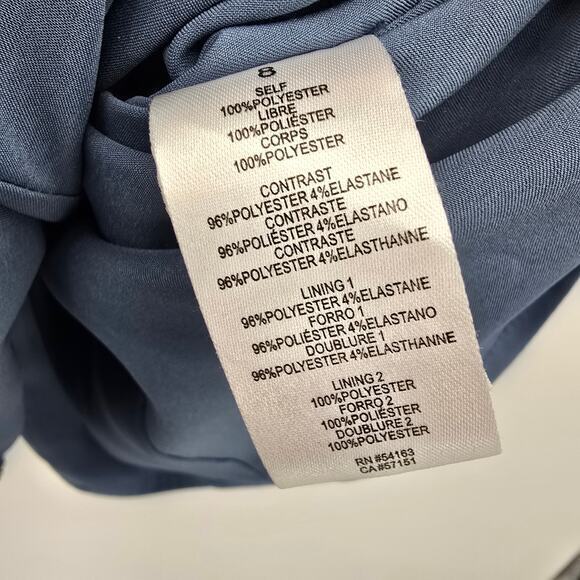 8
SELF
100%POLYESTER
LIBRE
100%POLIÉSTER
CORPS
100%POLYESTER
CONTRAST
96%POLYESTER 4%ELASTANE
CONTRASTE
96%POLIÉSTER 4%ELASTANO
CONTRASTE
96%POLYESTER 4%ELASTHANNE
LINING 1
96%POLYESTER 4%ELASTANE
FORRO 1
96%POLIÉSTER 4%ELASTANO
DOUBLURE 1
96%POLYESTER 4%ELASTHANNE
LINING 2
100%POLYESTER
FORRO 2
100%POLIÉSTER
DOUBLURE 2
100%POLYESTER
RN #54163
CA#57151